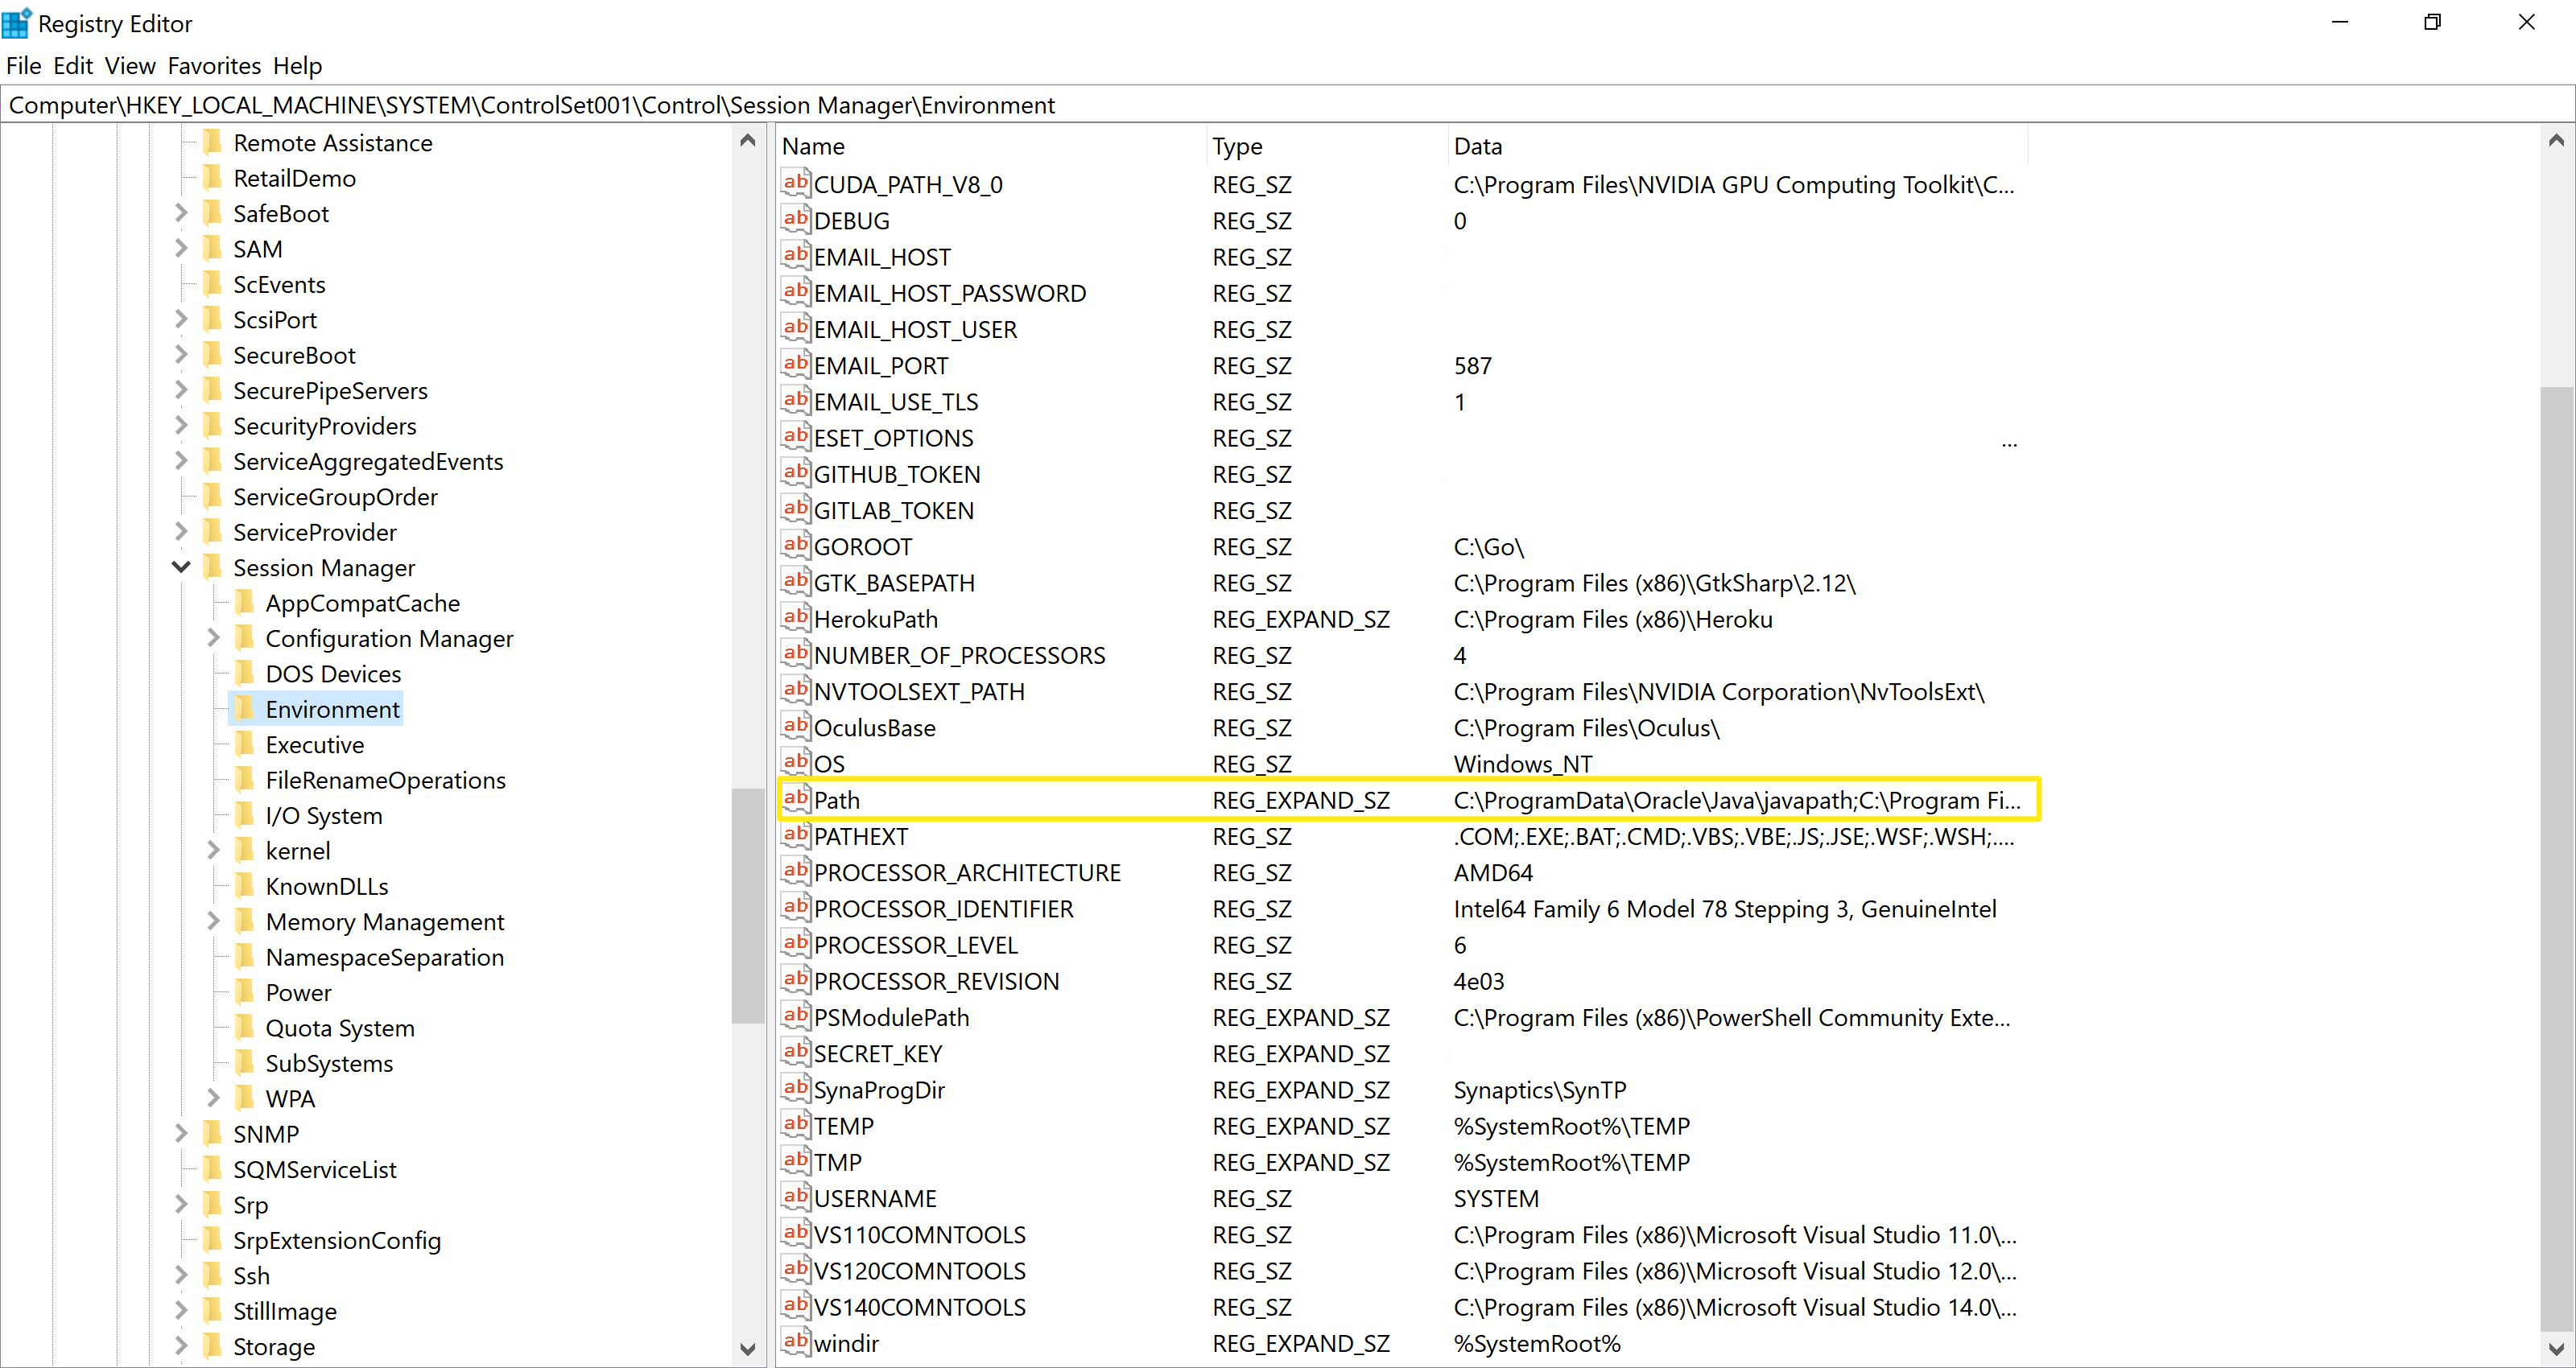 Registry Editor
File Edit View Favorites Help
Computer\HKEY_LOCAL_MACHINE\SYSTEM\ControlSet001\Control\Session Manager\Environment
Remote Assistance
RetailDemo
SafeBoot
SAM
ScEvents
ScsiPort
SecureBoot
SecurePipeServers
SecurityProviders
ServiceAggregatedEvents
ServiceGroupOrder
ServiceProvider
Session Manager
AppCompatCache
Configuration Manager
DOS Devices
Environment
Executive
FileRenameOperations
I/O System
kernel
KnownDLLs
Memory Management
NamespaceSeparation
Power
Quota System
SubSystems
WPA
SNMP
SQMServiceList
Srp
SrpExtensionConfig
Ssh
StillImage
Storage
Name Type Data
ab CUDA_PATH_V8_0 REG_SZ C:\Program Files\NVIDIA GPU Computing Toolkit\C...
ab DEBUG REG_SZ 0
ab EMAIL_HOST REG_SZ
ab EMAIL_HOST_PASSWORD REG_SZ
ab EMAIL_HOST_USER REG_SZ
ab EMAIL_PORT REG_SZ 587
ab EMAIL_USE_TLS REG_SZ 1
ab ESET_OPTIONS REG_SZ ...
ab GITHUB_TOKEN REG_SZ
ab GITLAB_TOKEN REG_SZ
ab GOROOT REG_SZ C:\Go\
ab GTK_BASEPATH REG_SZ C:\Program Files (x86)\GtkSharp\2.12\
ab HerokuPath REG_EXPAND_SZ C:\Program Files (x86)\Heroku
ab NUMBER_OF_PROCESSORS REG_SZ 4
ab NVTOOLSEXT_PATH REG_SZ C:\Program Files\NVIDIA Corporation\NvToolsExt\
ab OculusBase REG_SZ C:\Program Files\Oculus\
ab OS REG_SZ Windows_NT
ab Path REG_EXPAND_SZ C:\ProgramData\Oracle\Java\javapath;C:\Program Fi...
ab PATHEXT REG_SZ .COM;.EXE;.BAT;.CMD;.VBS;.VBE;.JS;.JSE;.WSF;.WSH;....
ab PROCESSOR_ARCHITECTURE REG_SZ AMD64
ab PROCESSOR_IDENTIFIER REG_SZ Intel64 Family 6 Model 78 Stepping 3, GenuineIntel
ab PROCESSOR_LEVEL REG_SZ 6
ab PROCESSOR_REVISION REG_SZ 4e03
ab PSModulePath REG_EXPAND_SZ C:\Program Files (x86)\PowerShell Community Exte...
ab SECRET_KEY REG_EXPAND_SZ
ab SynaProgDir REG_EXPAND_SZ Synaptics\SynTP
ab TEMP REG_EXPAND_SZ %SystemRoot%\TEMP
ab TMP REG_EXPAND_SZ %SystemRoot%\TEMP
ab USERNAME REG_SZ SYSTEM
ab VS110COMNTOOLS REG_SZ C:\Program Files (x86)\Microsoft Visual Studio 11.0\...
ab VS120COMNTOOLS REG_SZ C:\Program Files (x86)\Microsoft Visual Studio 12.0\...
ab VS140COMNTOOLS REG_SZ C:\Program Files (x86)\Microsoft Visual Studio 14.0\...
ab windir REG_EXPAND_SZ %SystemRoot%